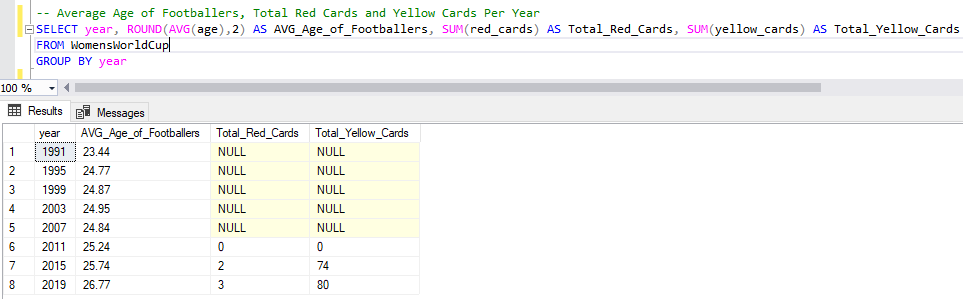 -- Average Age of Footballers, Total Red Cards and Yellow Cards Per Year
SELECT year, ROUND(AVG(age),2) AS AVG_Age_of_Footballers, SUM(red_cards) AS Total_Red_Cards, SUM(yellow_cards) AS Total_Yellow_Cards
FROM WomensWorldCup
GROUP BY year
100 %
Results Messages
year AVG_Age_of_Footballers Total_Red_Cards Total_Yellow_Cards
1 1991 23.44 NULL NULL
2 1995 24.77 NULL NULL
3 1999 24.87 NULL NULL
4 2003 24.95 NULL NULL
5 2007 24.84 NULL NULL
6 2011 25.24 0 0
7 2015 25.74 2 74
8 2019 26.77 3 80